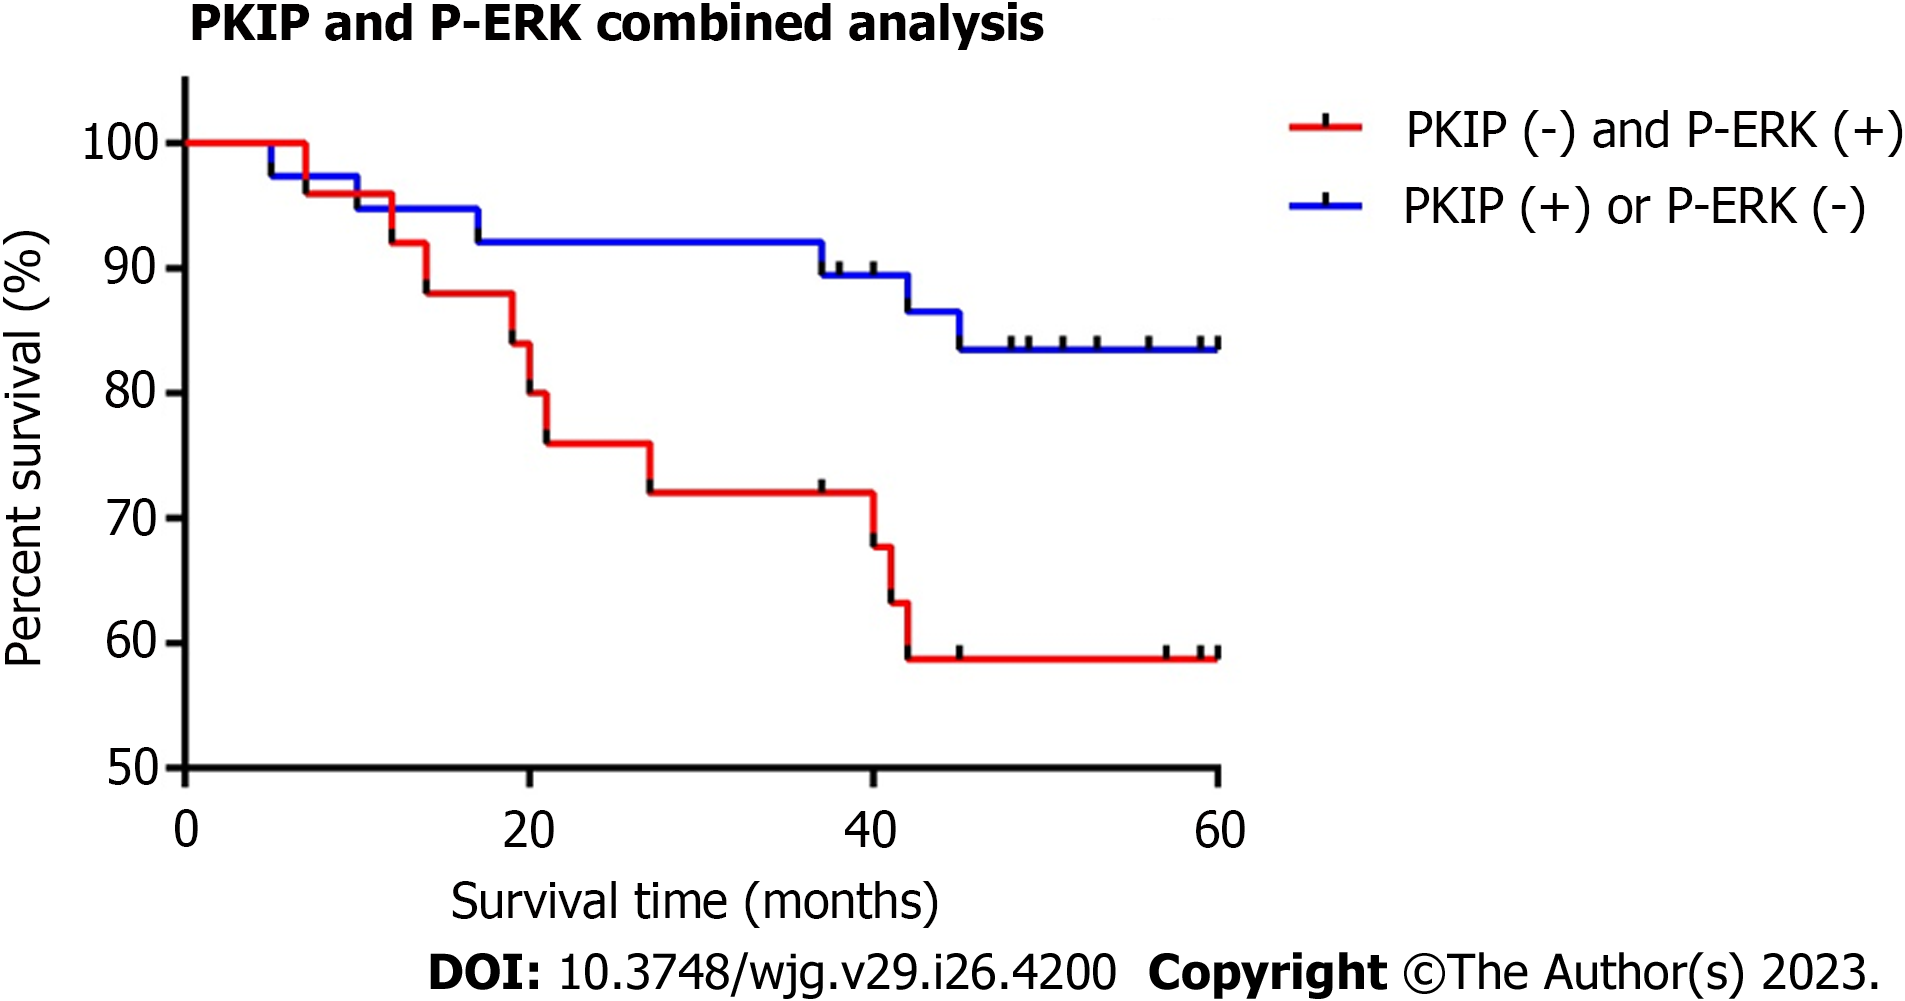 PKIP and P-ERK combined analysis
PKIP (-) and P-ERK (+)
PKIP (+) or P-ERK (-)
Percent survival (%)
100
90
80
70
60
50
0 20 40 60
Survival time (months)
DOI: 10.3748/wjg.v29.i26.4200 Copyright ©The Author(s) 2023.